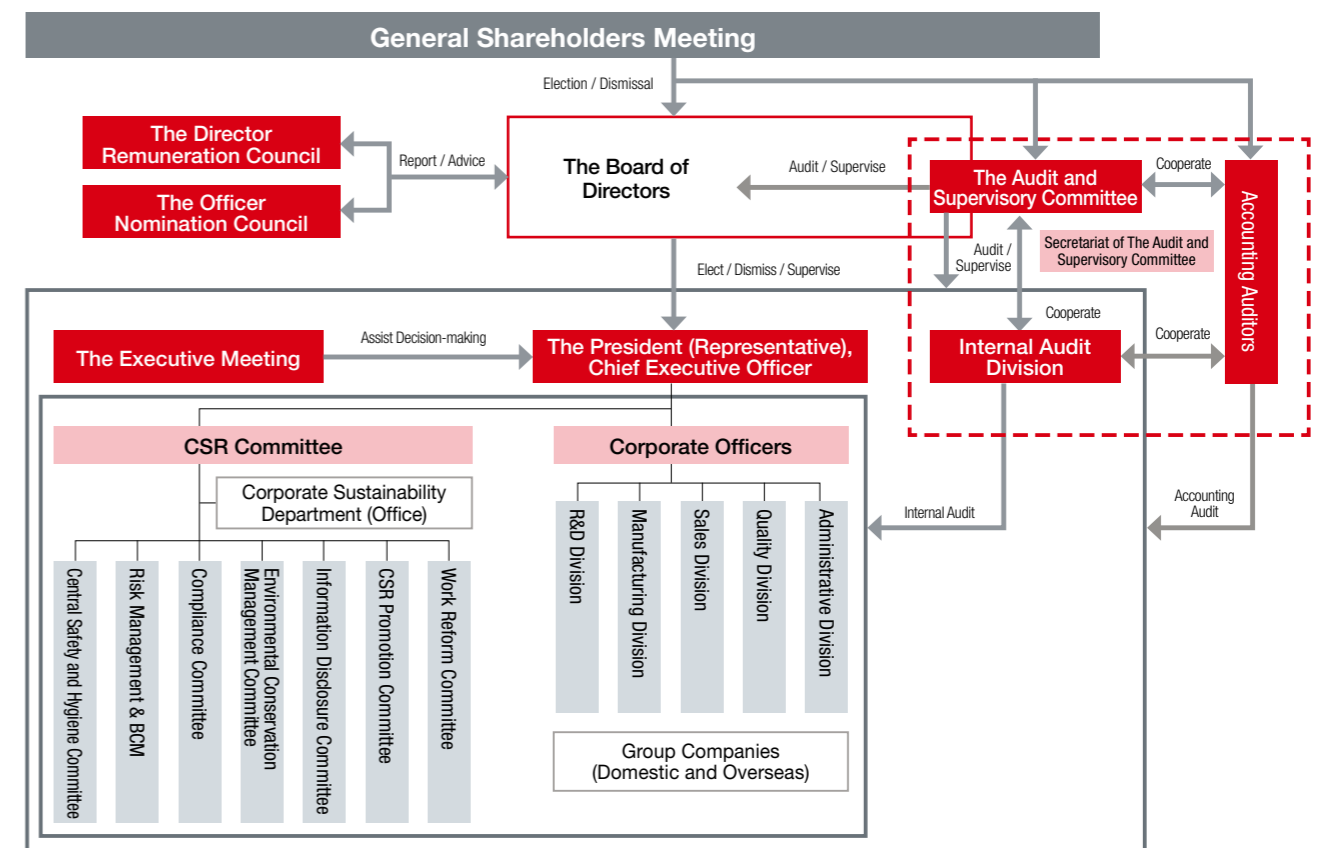 General Shareholders Meeting
Election / Dismissal
The Director
Remuneration Council
The Officer
Nomination Council
Report / Advice
The Board of
Directors
Audit / Supervise
The Audit and
Supervisory Committee
Cooperate
Accounting Auditors
Secretariat of The Audit and
Supervisory Committee
Audit /
Supervise
Elect / Dismiss / Supervise
Cooperate
The Executive Meeting
Assist Decision-making
The President (Representative),
Chief Executive Officer
Internal Audit
Division
Cooperate
CSR Committee
Corporate Officers
Corporate Sustainability
Department (Office)
Central Safety and Hygiene Committee
Risk Management & BCM
Compliance Committee
Environmental Conservation
Management Committee
Information Disclosure Committee
CSR Promotion Committee
Work Reform Committee
R&D Division
Manufacturing Division
Sales Division
Quality Division
Administrative Division
Internal Audit
Accounting
Audit
Group Companies
(Domestic and Overseas)